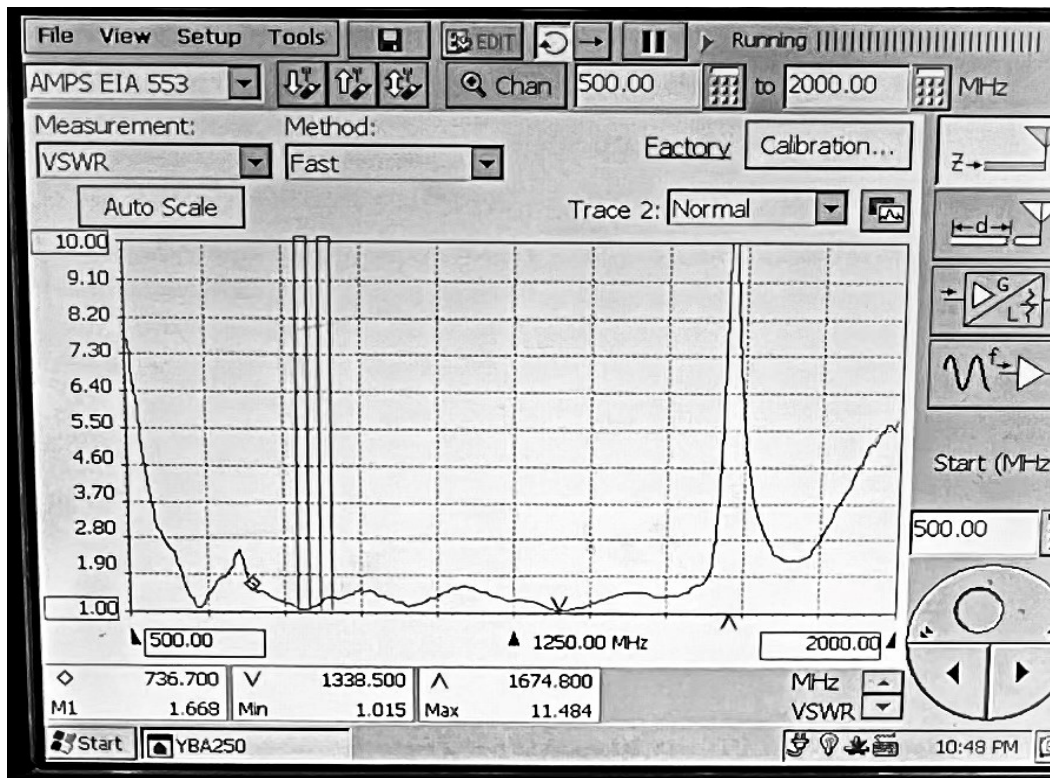 File View Setup Tools EDIT Running
AMPS EIA 553 Chan 500.00 to 2000.00 MHz
Measurement: Method:
VSWR Fast Factory Calibration...
Z
Auto Scale Trace 2: Normal
d
10.00
9.10
G
8.20
L
7.30
f
6.40
5.50
4.60
Start (MHz
3.70
2.80
500.00
1.90
1.00
500.00 1250.00 MHz 2000.00
736.700 1338.500 1674.800 MHz
M1 1.668 Min 1.015 Max 11.484 VSWR
Start YBA250 10:48 PM